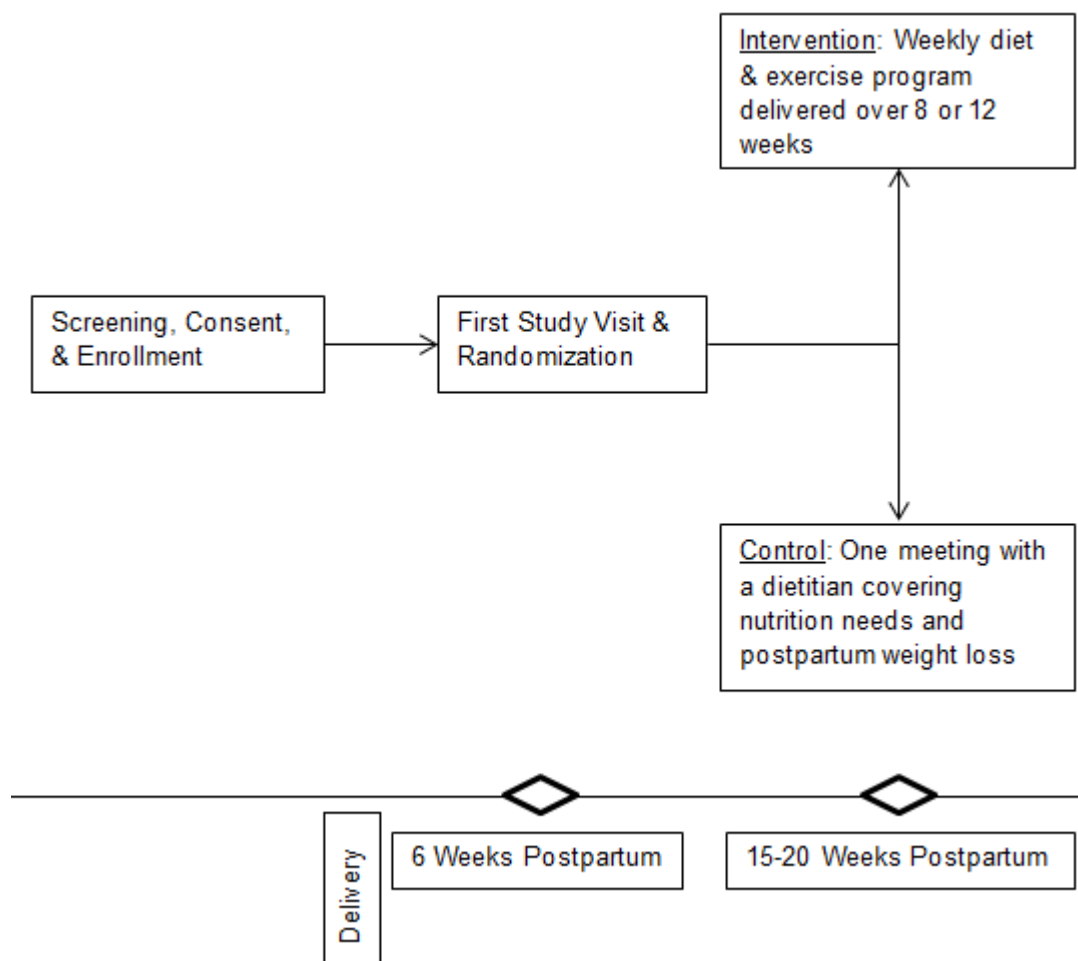 Intervention: Weekly diet
& exercise program
delivered over 8 or 12
weeks
Screening, Consent,
& Enrollment
First Study Visit &
Randomization
Control: One meeting with
a dietitian covering
nutrition needs and
postpartum weight loss
Delivery
6 Weeks Postpartum
15-20 Weeks Postpartum